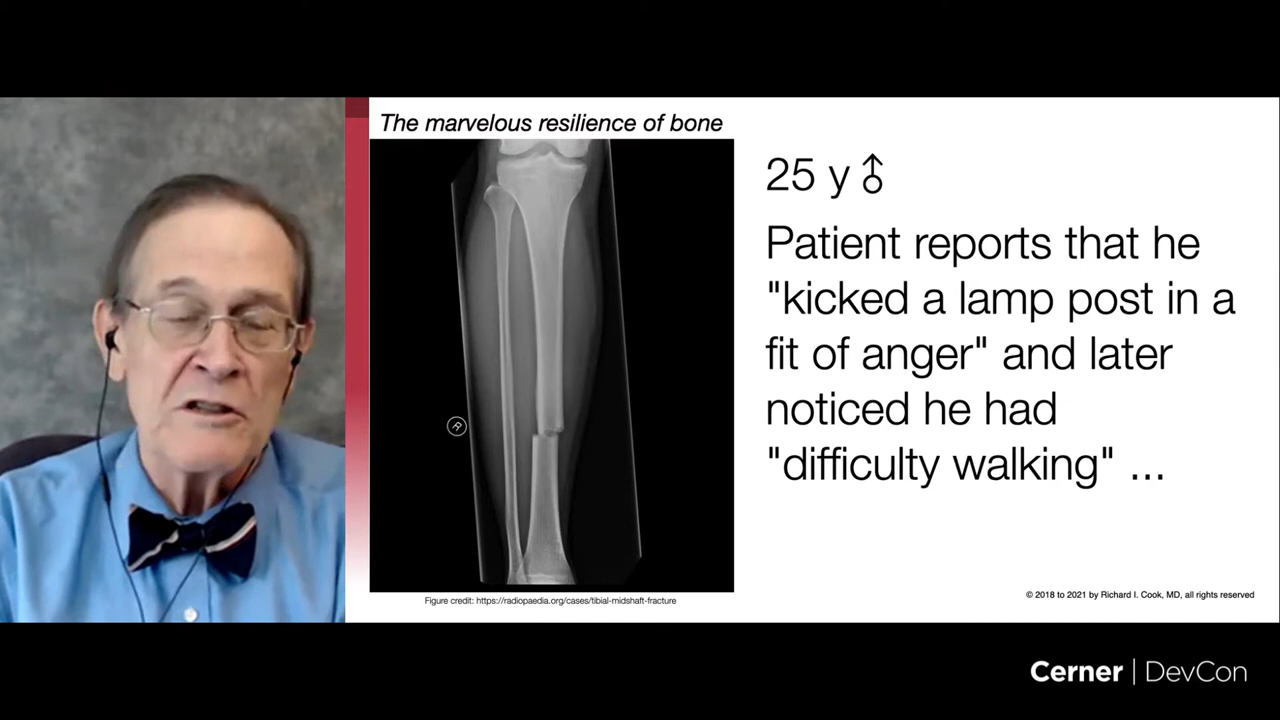 The marvelous resilience of bone
25 y ♂
Patient reports that he
"kicked a lamp post in a
fit of anger" and later
noticed he had
"difficulty walking" ...
R
Figure credit: https://radiopaedia.org/cases/tibial-midshaft-fracture
© 2018 to 2021 by Richard I. Cook, MD, all rights reserved
Cerner | DevCon